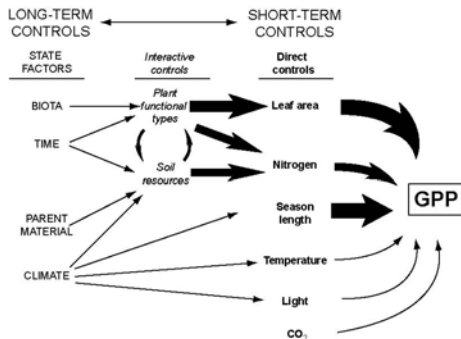 LONG-TERM
CONTROLS
SHORT-TERM
CONTROLS
STATE
FACTORS
Interactive
controls
Direct
controls
BIOTA
Plant
functional
types
Leaf area
TIME
Soil
resources
Nitrogen
PARENT
MATERIAL
Season
length
GPP
CLIMATE
Temperature
Light
CO₂